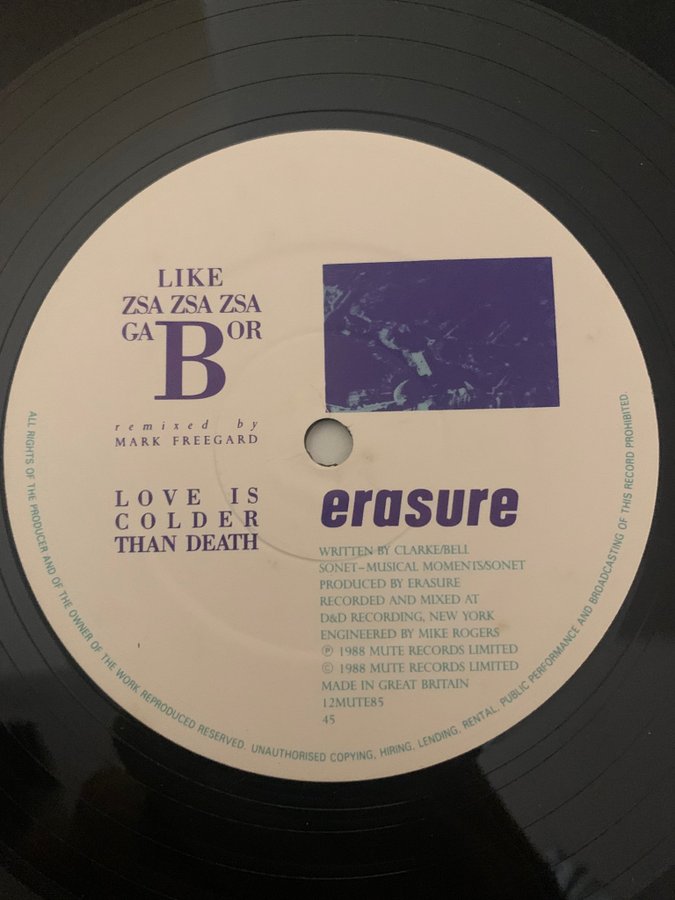 LIKE
ZSA ZSA ZSA
GABOR
remixed by
MARK FREEGARD
LOVE IS
COLDER
THAN DEATH
erasure
WRITTEN BY CLARKE/BELL
SONET–MUSICAL MOMENTS/SONET
PRODUCED BY ERASURE
RECORDED AND MIXED AT
D&D RECORDING, NEW YORK
ENGINEERED BY MIKE ROGERS
℗ 1988 MUTE RECORDS LIMITED
© 1988 MUTE RECORDS LIMITED
MADE IN GREAT BRITAIN
12MUTE85
45
ALL RIGHTS OF THE PRODUCER AND OF THE OWNER OF THE WORK REPRODUCED RESERVED. UNAUTHORISED COPYING, HIRING, LENDING, RENTAL, PUBLIC PERFORMANCE AND BROADCASTING OF THIS RECORD PROHIBITED